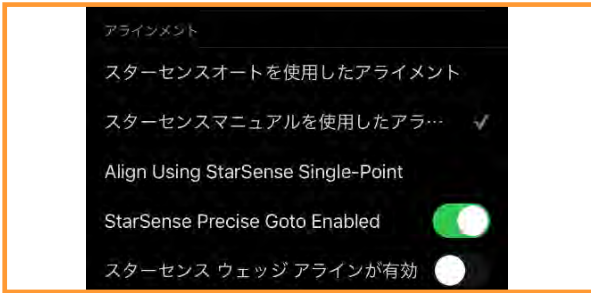 アラインメント
スターセンスオートを使用したアライメント
スターセンスマニュアルを使用したアラ…
Align Using StarSense Single-Point
StarSense Precise Goto Enabled
スターセンス ウェッジ アラインが有効